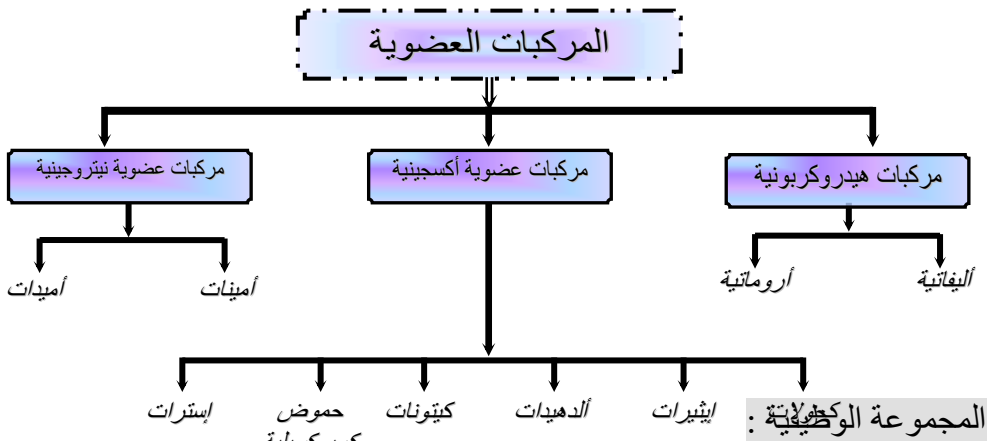 المركبات العضوية
مركبات هيدروكربونية
مركبات عضوية أكسجينية
مركبات عضوية نيتروجينية
أليفاتية
أروماتية
أمينات
أميدات
كحولات
إيثيرات
ألدهيدات
كيتونات
حموض
إسترات
المجموعة الوظيفية :